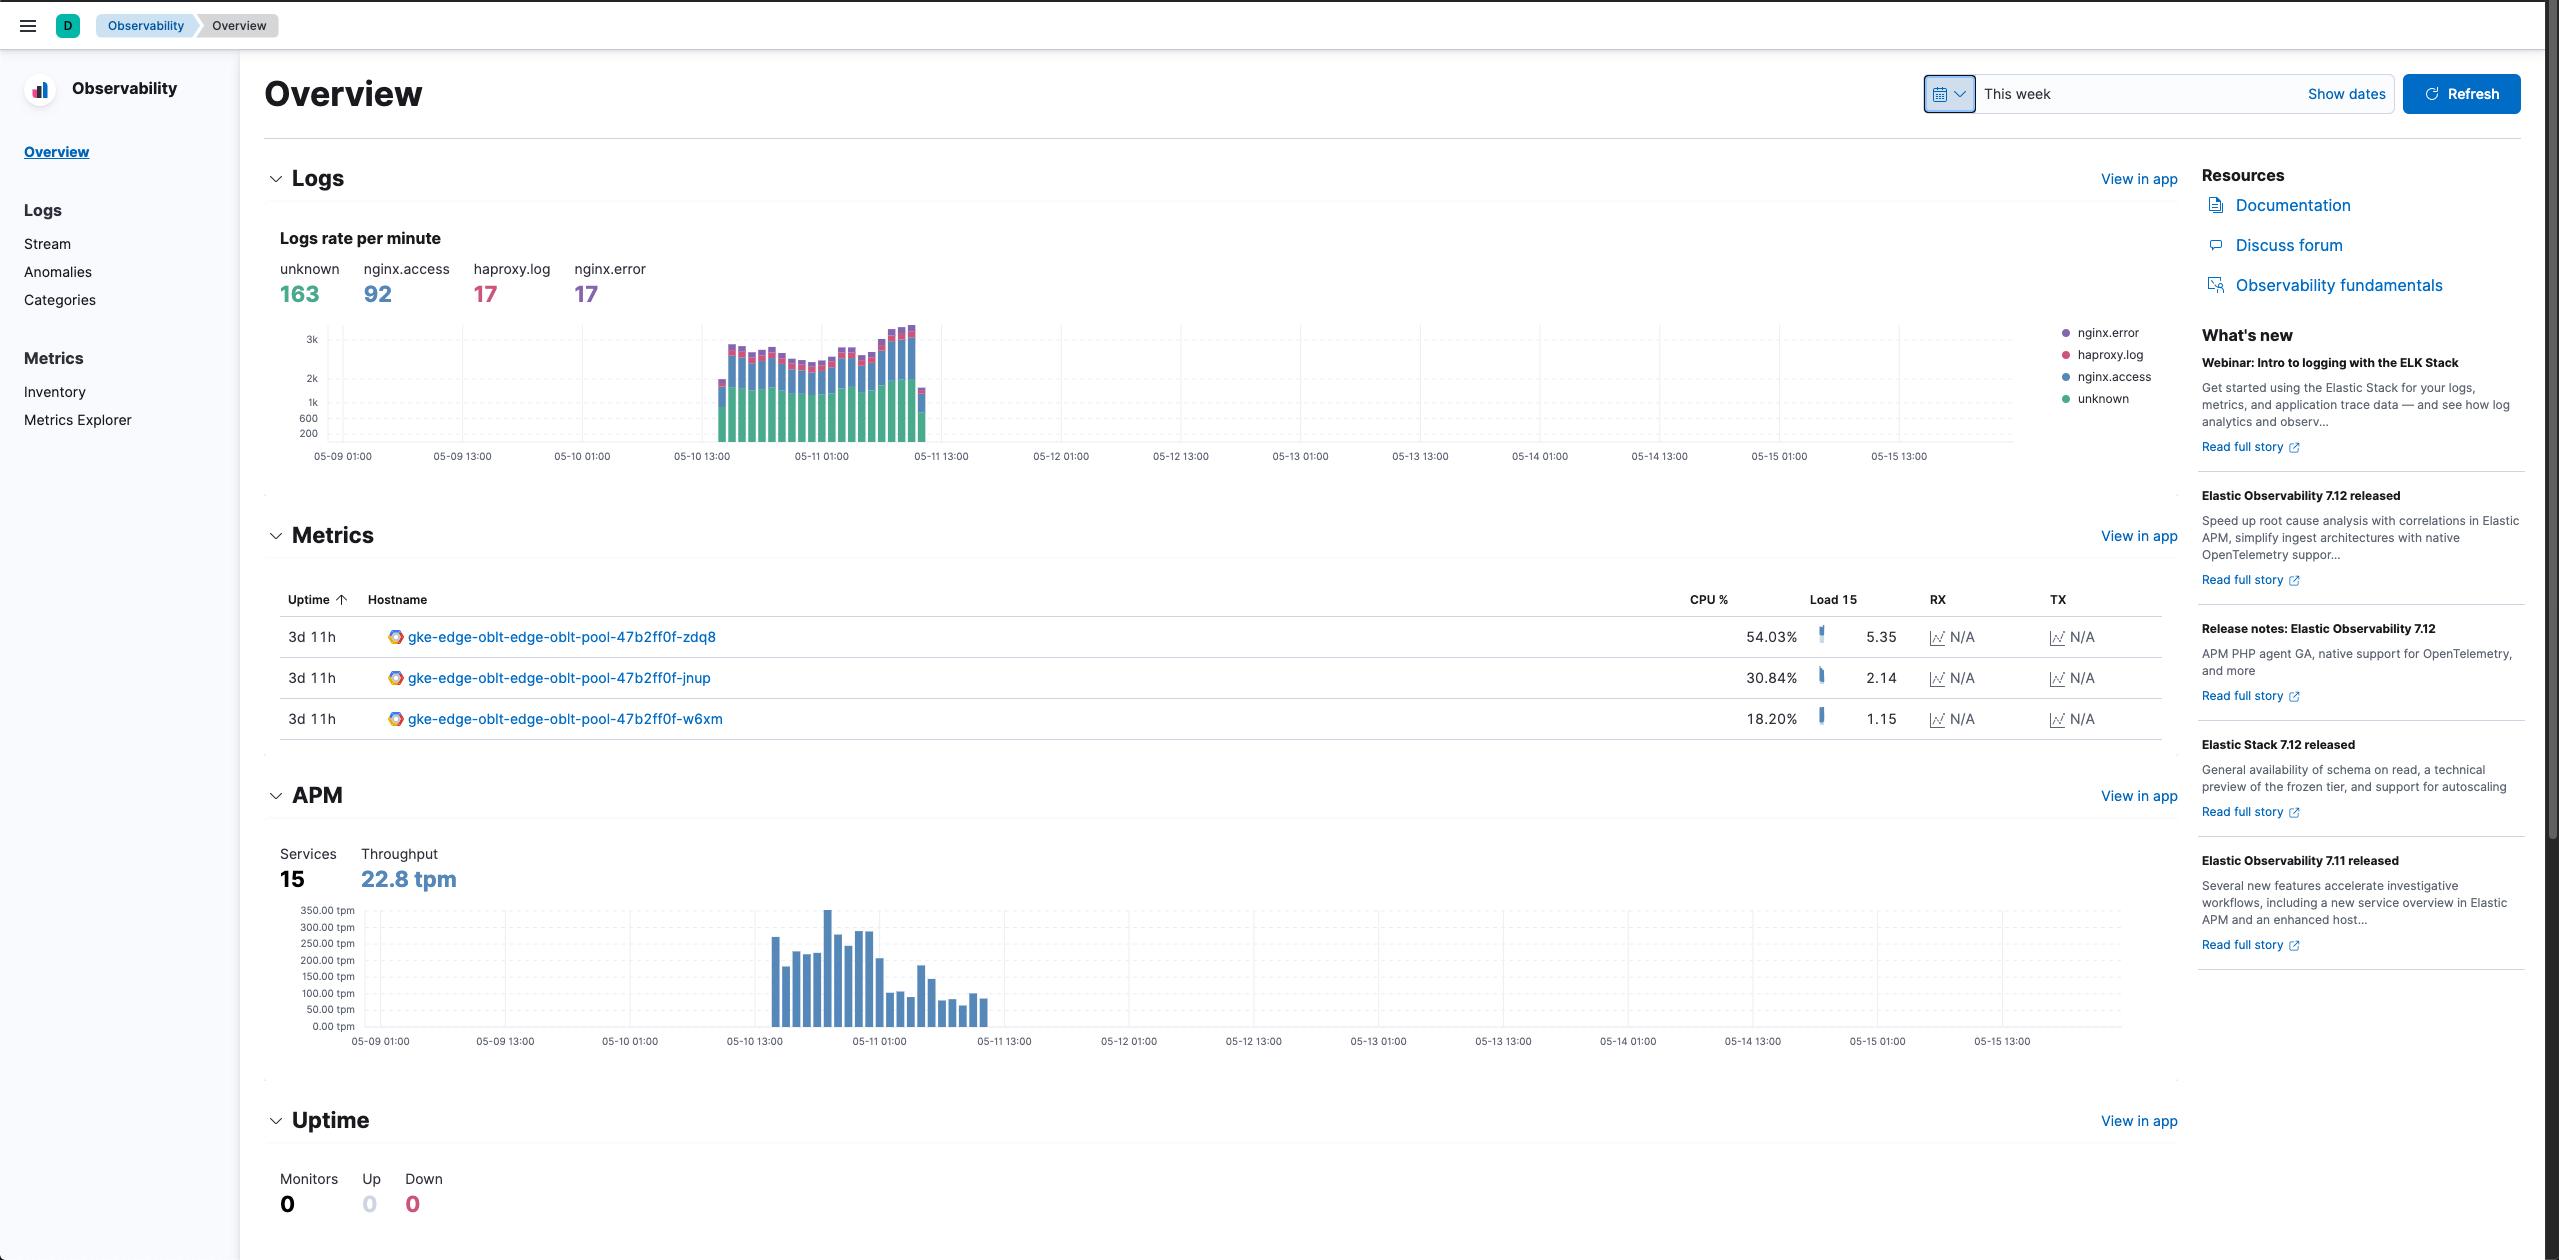 D
Observability
Overview
Observability
Overview
Logs
Stream
Anomalies
Categories
Metrics
Inventory
Metrics Explorer
Overview
This week
Show dates
Refresh
Logs
View in app
Logs rate per minute
unknown nginx.access haproxy.log nginx.error
163 92 17 17
3k
2k
1k
600
200
05-09 01:00 05-09 13:00 05-10 01:00 05-10 13:00 05-11 01:00 05-11 13:00 05-12 01:00 05-12 13:00 05-13 01:00 05-13 13:00 05-14 01:00 05-14 13:00 05-15 01:00 05-15 13:00
nginx.error
haproxy.log
nginx.access
unknown
Metrics
View in app
Uptime Hostname CPU % Load 15 RX TX
3d 11h gke-edge-oblt-edge-oblt-pool-47b2ff0f-zdq8 54.03% 5.35 N/A N/A
3d 11h gke-edge-oblt-edge-oblt-pool-47b2ff0f-jnup 30.84% 2.14 N/A N/A
3d 11h gke-edge-oblt-edge-oblt-pool-47b2ff0f-w6xm 18.20% 1.15 N/A N/A
APM
View in app
Services Throughput
15 22.8 tpm
350.00 tpm
300.00 tpm
250.00 tpm
200.00 tpm
150.00 tpm
100.00 tpm
50.00 tpm
0.00 tpm
05-09 01:00 05-09 13:00 05-10 01:00 05-10 13:00 05-11 01:00 05-11 13:00 05-12 01:00 05-12 13:00 05-13 01:00 05-13 13:00 05-14 01:00 05-14 13:00 05-15 01:00 05-15 13:00
Uptime
View in app
Monitors Up Down
0 0 0
Resources
Documentation
Discuss forum
Observability fundamentals
What's new
Webinar: Intro to logging with the ELK Stack
Get started using the Elastic Stack for your logs,
metrics, and application trace data — and see how log
analytics and observ...
Read full story
Elastic Observability 7.12 released
Speed up root cause analysis with correlations in Elastic
APM, simplify ingest architectures with native
OpenTelemetry suppor...
Read full story
Release notes: Elastic Observability 7.12
APM PHP agent GA, native support for OpenTelemetry,
and more
Read full story
Elastic Stack 7.12 released
General availability of schema on read, a technical
preview of the frozen tier, and support for autoscaling
Read full story
Elastic Observability 7.11 released
Several new features accelerate investigative
workflows, including a new service overview in Elastic
APM and an enhanced host...
Read full story